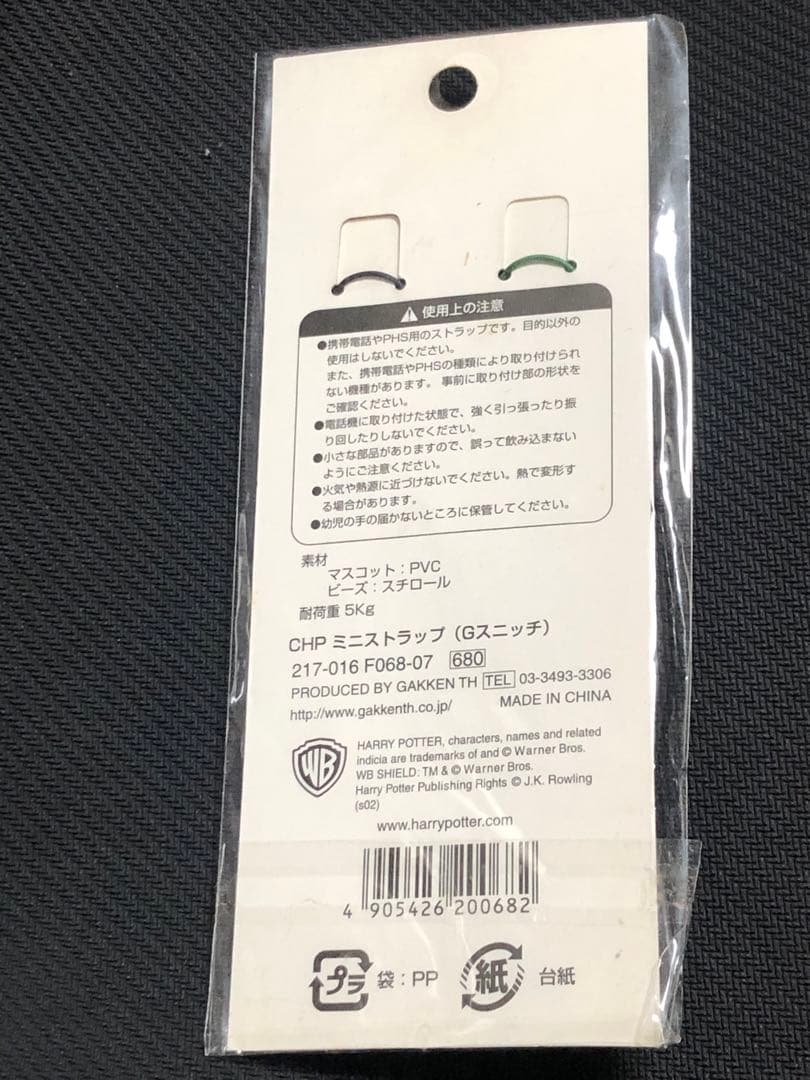 使用上の注意
●携帯電話やPHS用のストラップです。目的以外の
使用はしないでください。
また、携帯電話やPHSの種類により取り付けられ
ない機種があります。 事前に取り付け部の形状を
ご確認ください。
●電話機に取り付けた状態で、強く引っ張ったり振
り回したりしないでください。
●小さな部品がありますので、誤って飲み込まない
ようにご注意ください。
●火気や熱源に近づけないでください。熱で変形す
る場合があります。
●幼児の手の届かないところに保管してください。
素材
マスコット：PVC
ビーズ：スチロール
耐荷重 5Kg
CHP ミニストラップ（Gスニッチ）
217-016 F068-07 680
PRODUCED BY GAKKEN TH TEL 03-3493-3306
http://www.gakkenth.co.jp/ MADE IN CHINA
WB
HARRY POTTER, characters, names and related
indicia are trademarks of and © Warner Bros.
WB SHIELD: TM & © Warner Bros.
Harry Potter Publishing Rights © J.K. Rowling
(s02)
www.harrypotter.com
4 905426 200682
プラ 袋：PP 紙 台紙